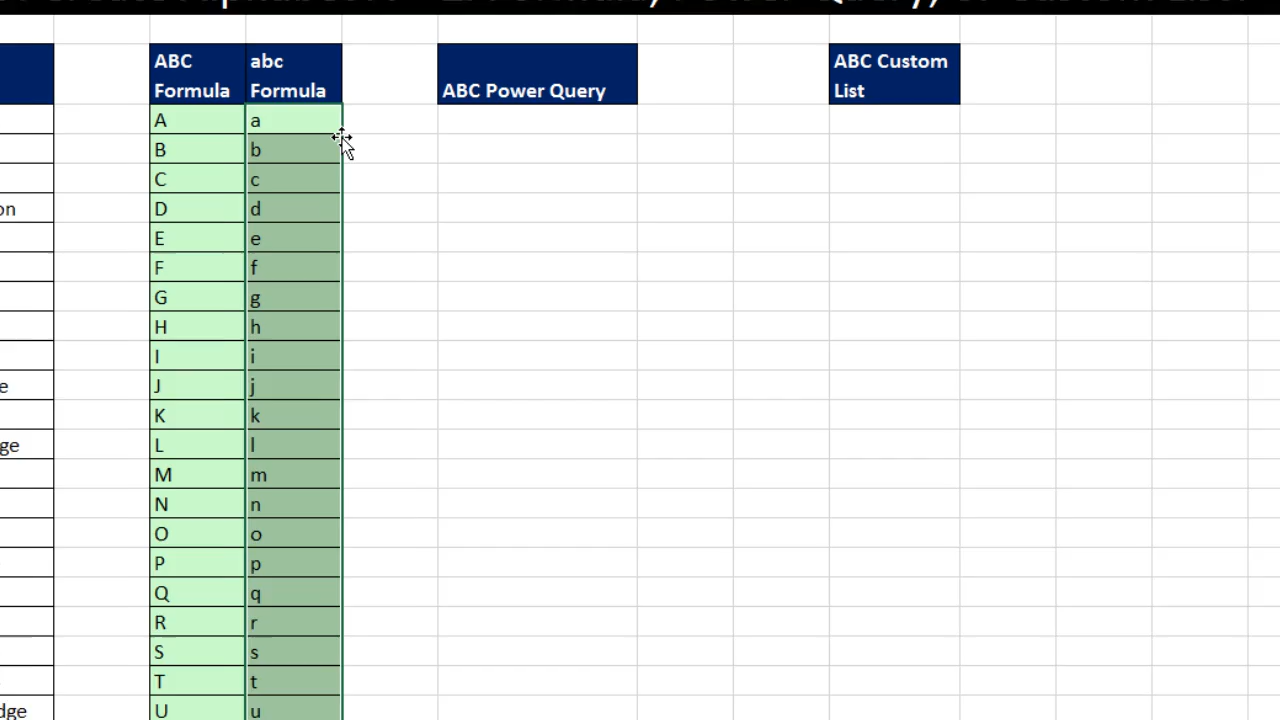 ABC Formula
abc Formula
ABC Power Query
ABC Custom List
A a
B b
C c
D d
E e
F f
G g
H h
I i
J j
K k
L l
M m
N n
O o
P p
Q q
R r
S s
T t
U u